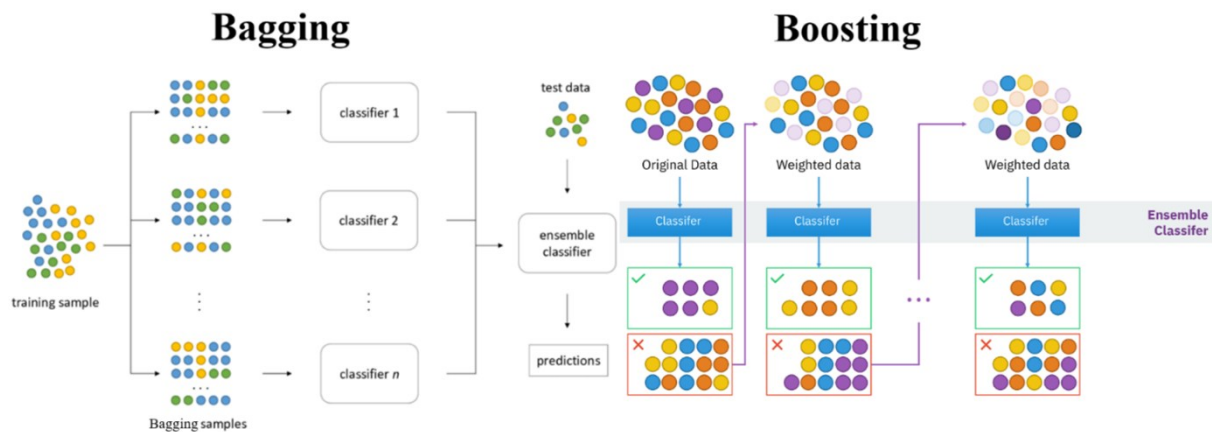 Bagging
training sample
...
...
...
Bagging samples
classifier 1
classifier 2
classifier n
test data
ensemble
classifier
predictions
Boosting
Original Data
Weighted data
Weighted data
Classifer
Classifer
Classifer
Ensemble
Classifer
...